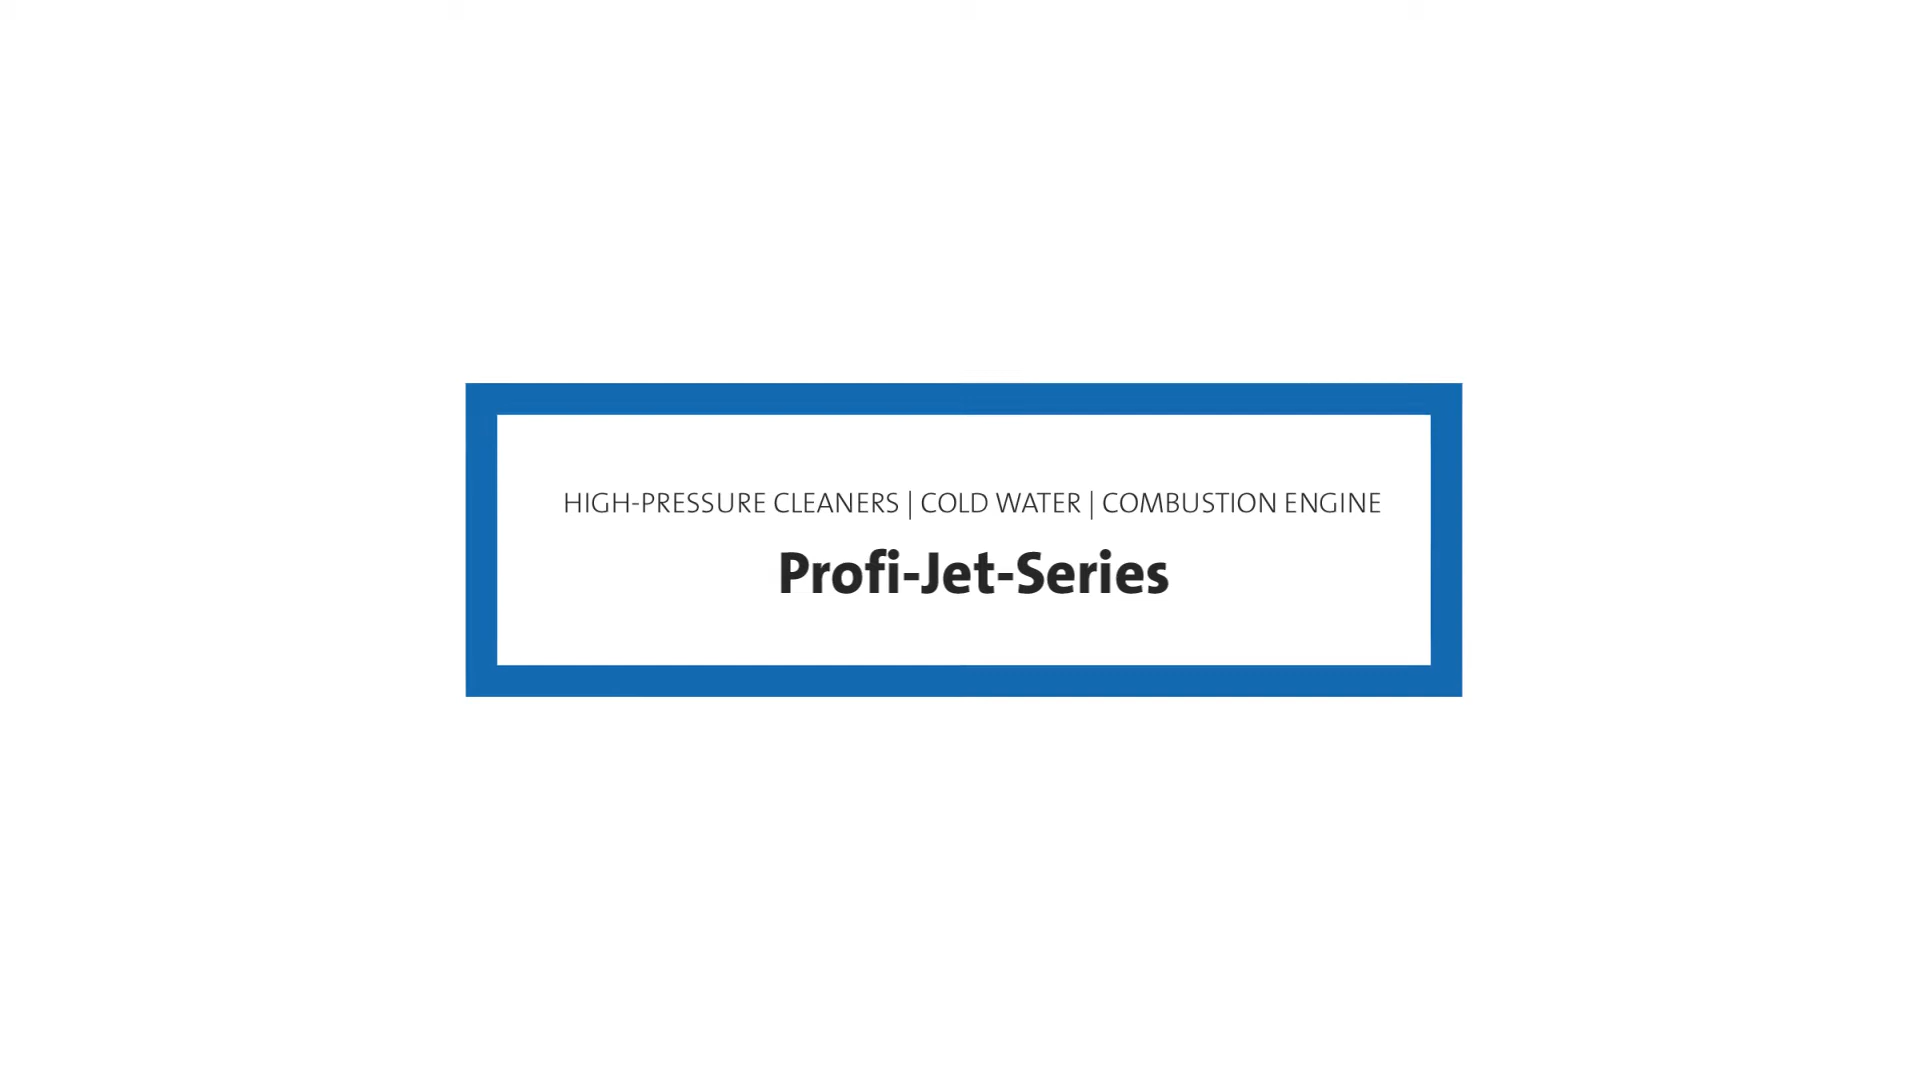 HIGH-PRESSURE CLEANERS | COLD WATER | COMBUSTION ENGINE
Profi-Jet-Series